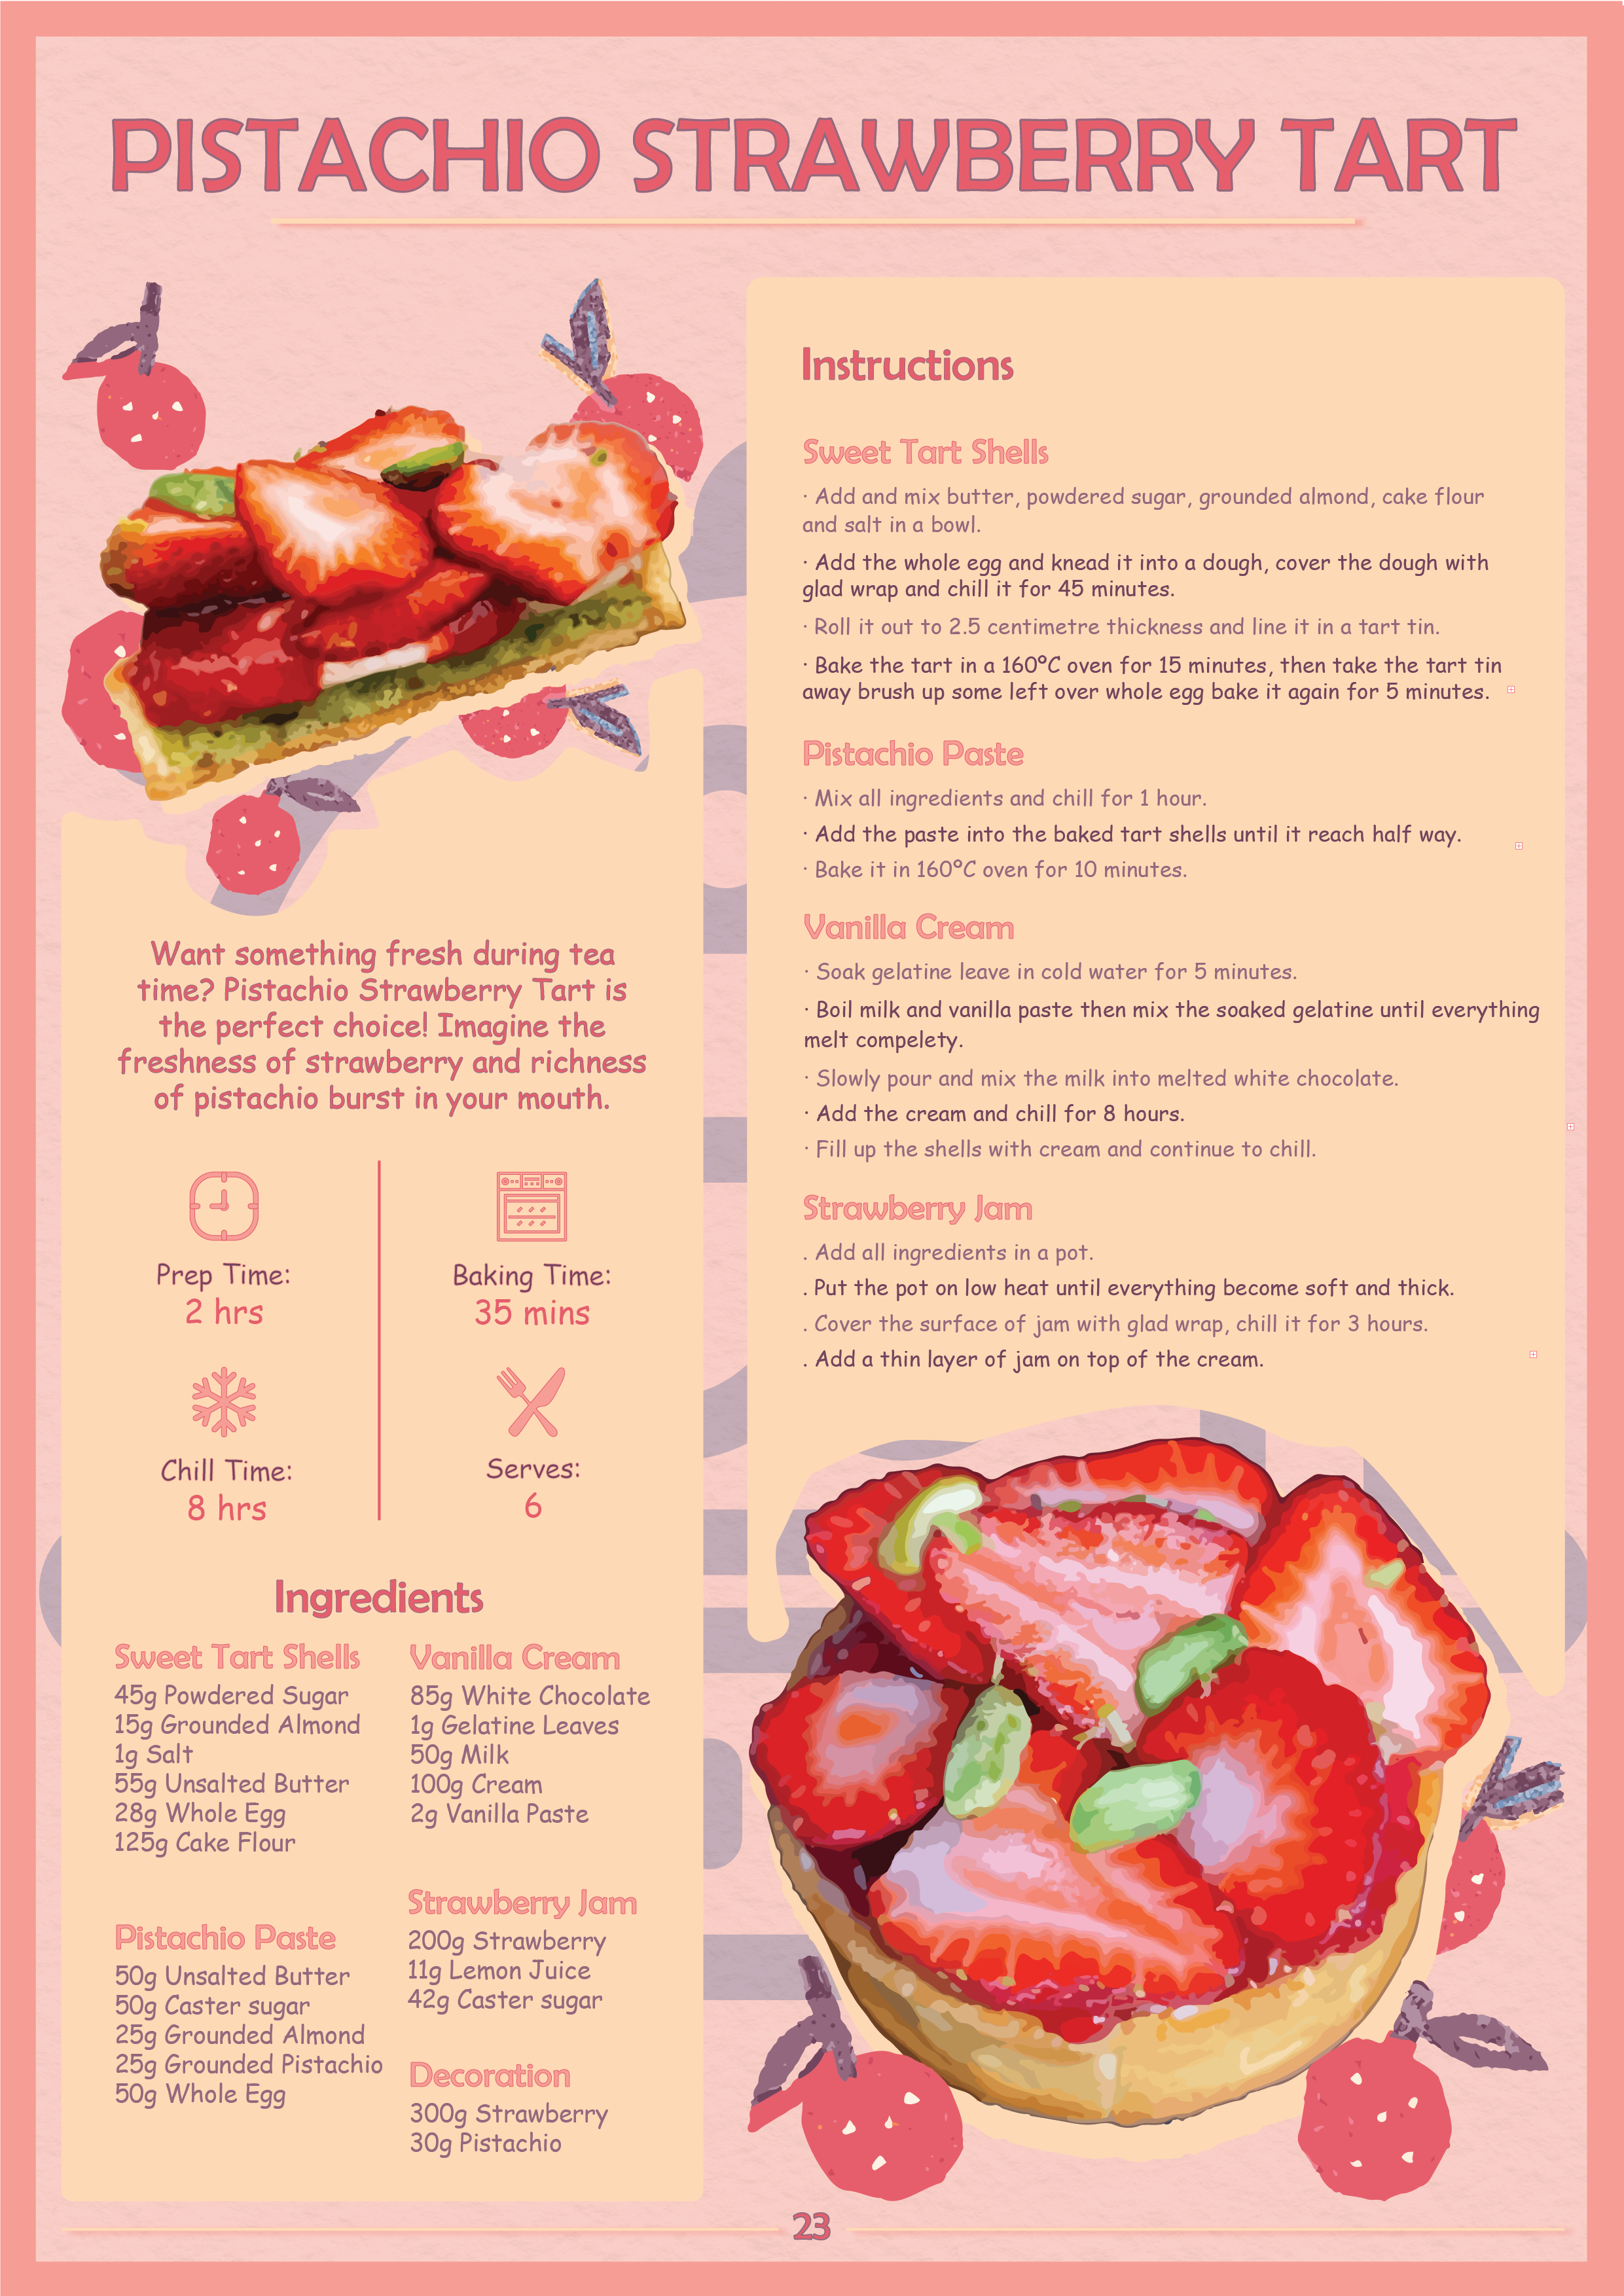 PISTACHIO STRAWBERRY TART
Want something fresh during tea
time? Pistachio Strawberry Tart is
the perfect choice! Imagine the
freshness of strawberry and richness
of pistachio burst in your mouth.
Prep Time:
2 hrs
Baking Time:
35 mins
Chill Time:
8 hrs
Serves:
6
Ingredients
Sweet Tart Shells
45g Powdered Sugar
15g Grounded Almond
1g Salt
55g Unsalted Butter
28g Whole Egg
125g Cake Flour
Pistachio Paste
50g Unsalted Butter
50g Caster sugar
25g Grounded Almond
25g Grounded Pistachio
50g Whole Egg
Vanilla Cream
85g White Chocolate
1g Gelatine Leaves
50g Milk
100g Cream
2g Vanilla Paste
Strawberry Jam
200g Strawberry
11g Lemon Juice
42g Caster sugar
Decoration
300g Strawberry
30g Pistachio
Instructions
Sweet Tart Shells
· Add and mix butter, powdered sugar, grounded almond, cake flour
and salt in a bowl.
· Add the whole egg and knead it into a dough, cover the dough with
glad wrap and chill it for 45 minutes.
· Roll it out to 2.5 centimetre thickness and line it in a tart tin.
· Bake the tart in a 160ºC oven for 15 minutes, then take the tart tin
away brush up some left over whole egg bake it again for 5 minutes.
Pistachio Paste
· Mix all ingredients and chill for 1 hour.
· Add the paste into the baked tart shells until it reach half way.
· Bake it in 160ºC oven for 10 minutes.
Vanilla Cream
· Soak gelatine leave in cold water for 5 minutes.
· Boil milk and vanilla paste then mix the soaked gelatine until everything
melt compelety.
· Slowly pour and mix the milk into melted white chocolate.
· Add the cream and chill for 8 hours.
· Fill up the shells with cream and continue to chill.
Strawberry Jam
. Add all ingredients in a pot.
. Put the pot on low heat until everything become soft and thick.
. Cover the surface of jam with glad wrap, chill it for 3 hours.
. Add a thin layer of jam on top of the cream.
23